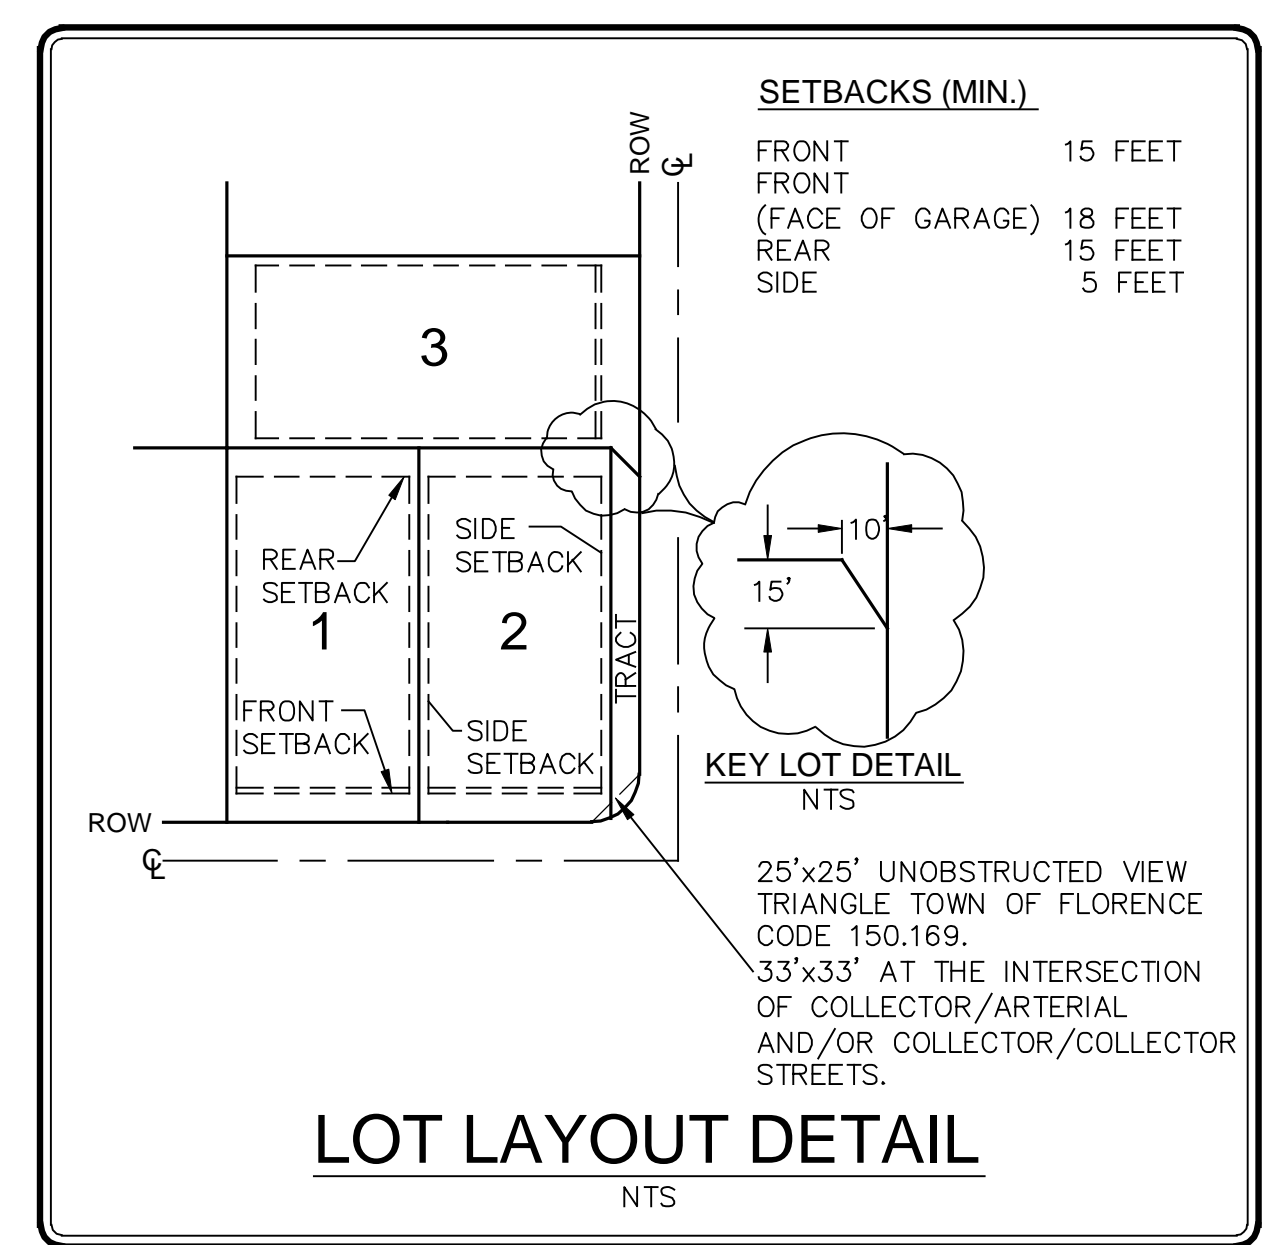 SETBACKS (MIN.)
FRONT 15 FEET
FRONT
(FACE OF GARAGE) 18 FEET
REAR 15 FEET
SIDE 5 FEET
ROW
℄
3
SIDE
SETBACK
REAR
SETBACK
1
2
TRACT
FRONT
SETBACK
SIDE
SETBACK
ROW
℄
10'
15'
KEY LOT DETAIL
NTS
25'x25' UNOBSTRUCTED VIEW
TRIANGLE TOWN OF FLORENCE
CODE 150.169.
33'x33' AT THE INTERSECTION
OF COLLECTOR/ARTERIAL
AND/OR COLLECTOR/COLLECTOR
STREETS.
LOT LAYOUT DETAIL
NTS